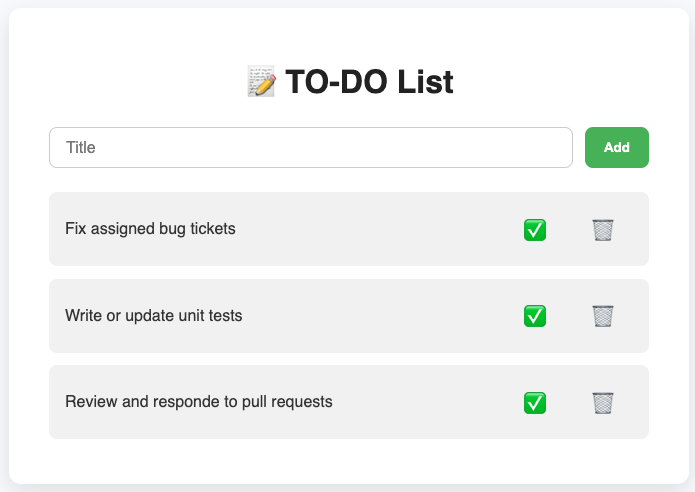 📝 TO-DO List
Title
Add
Fix assigned bug tickets
Write or update unit tests
Review and responde to pull requests